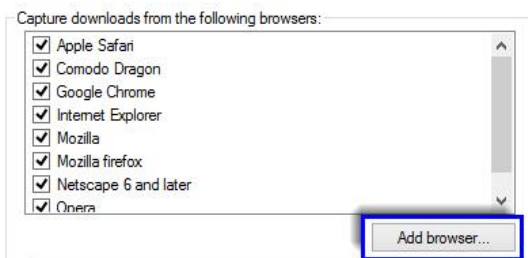 Capture downloads from the following browsers:
Apple Safari
Comodo Dragon
Google Chrome
Internet Explorer
Mozilla
Mozilla firefox
Netscape 6 and later
Opera
Add browser...